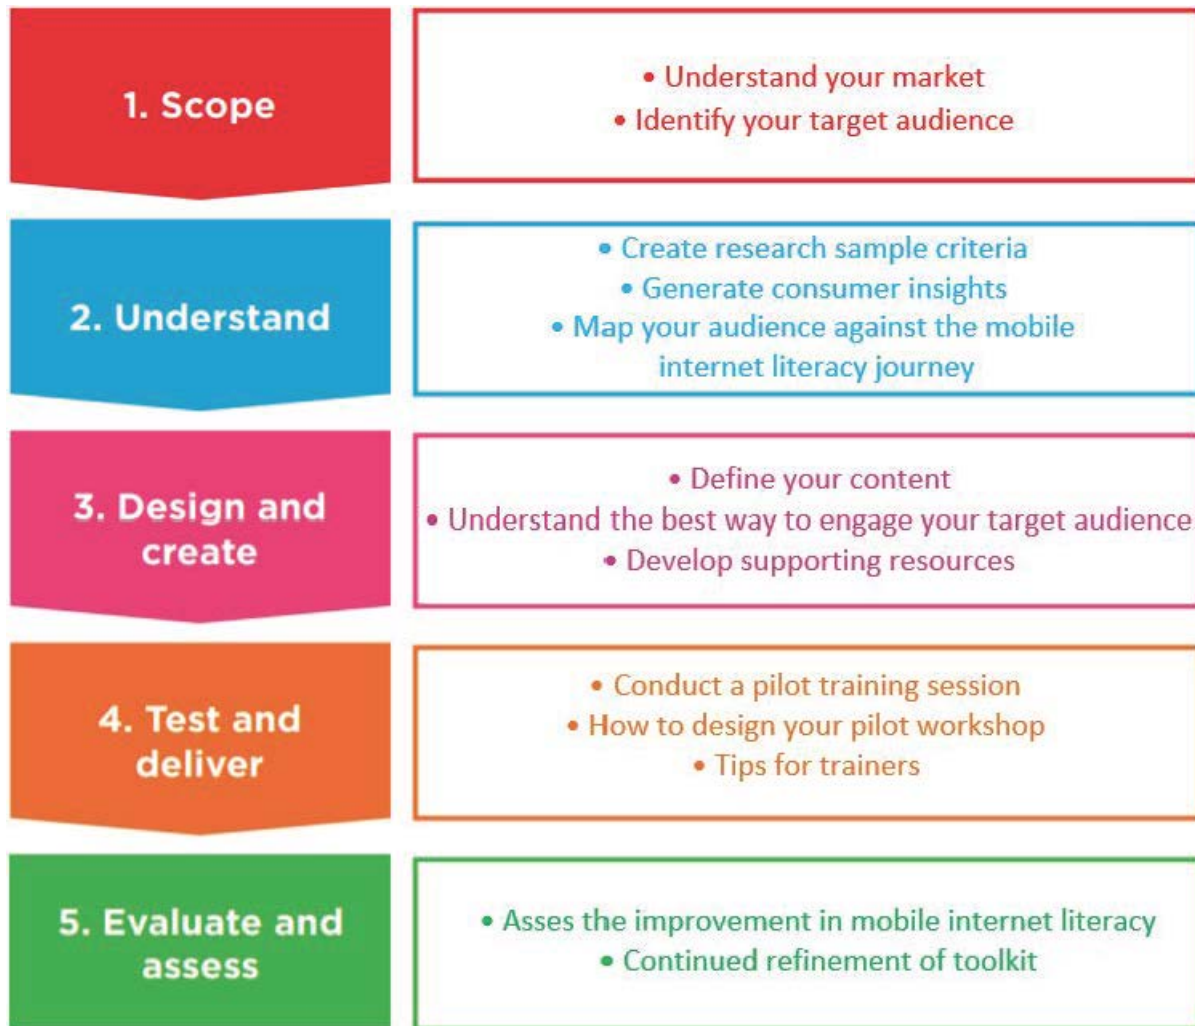 1. Scope
• Understand your market
• Identify your target audience
2. Understand
• Create research sample criteria
• Generate consumer insights
• Map your audience against the mobile
internet literacy journey
3. Design and
create
• Define your content
• Understand the best way to engage your target audience
• Develop supporting resources
4. Test and
deliver
• Conduct a pilot training session
• How to design your pilot workshop
• Tips for trainers
5. Evaluate and
assess
• Asses the improvement in mobile internet literacy
• Continued refinement of toolkit